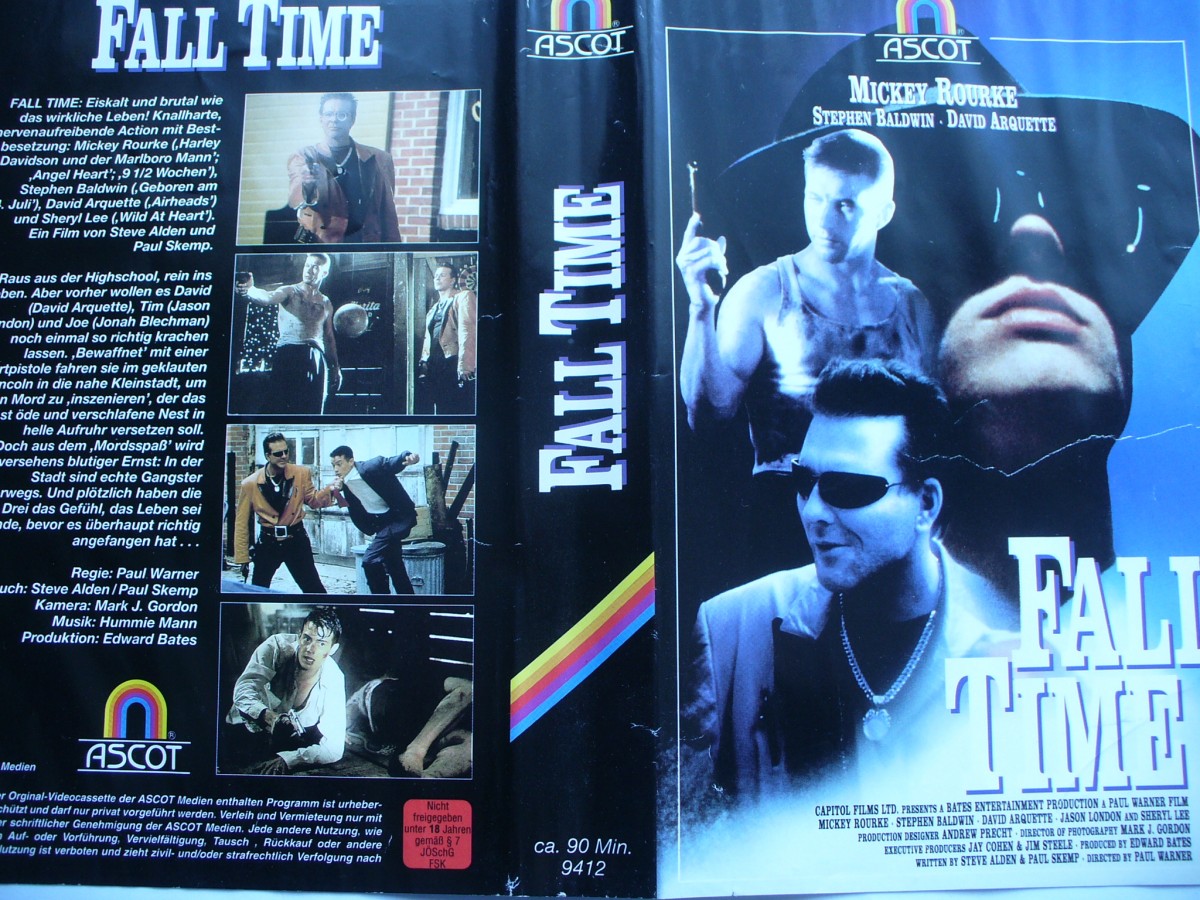 FALL TIME
FALL TIME: Eiskalt und brutal wie
das wirkliche Leben! Knallharte,
nervenaufreibende Action mit Best-
besetzung: Mickey Rourke (‚Harley
Davidson und der Marlboro Mann';
‚Angel Heart'; ‚9 1/2 Wochen'),
Stephen Baldwin (‚Geboren am
. Juli'), David Arquette (‚Airheads')
und Sheryl Lee (‚Wild At Heart').
Ein Film von Steve Alden und
Paul Skemp.
Raus aus der Highschool, rein ins
ben. Aber vorher wollen es David
(David Arquette), Tim (Jason
ndon) und Joe (Jonah Blechman)
noch einmal so richtig krachen
lassen. ‚Bewaffnet' mit einer
rtpistole fahren sie im geklauten
incoln in die nahe Kleinstadt, um
n Mord zu ‚inszenieren', der das
st öde und verschlafene Nest in
helle Aufruhr versetzen soll.
Doch aus dem ‚Mordsspaß' wird
versehens blutiger Ernst: In der
Stadt sind echte Gangster
rwegs. Und plötzlich haben die
Drei das Gefühl, das Leben sei
nde, bevor es überhaupt richtig
angefangen hat . . .
Regie: Paul Warner
uch: Steve Alden/Paul Skemp
Kamera: Mark J. Gordon
Musik: Hummie Mann
Produktion: Edward Bates
ASCOT®
Medien
er Orginal-Videocassette der ASCOT Medien enthalten Programm ist urheber-
chützt und darf nur privat vorgeführt werden. Verleih und Vermietung nur mit
er schriftlicher Genehmigung der ASCOT Medien. Jede andere Nutzung, wie
Auf- oder Vorführung, Vervielfältigung, Tausch , Rückkauf oder andere
Nutzung ist verboten und zieht zivil- und/oder strafrechtlich Verfolgung nach
Nicht
freigegeben
unter 18 Jahren
gemäß § 7
JÖSchG
FSK
ASCOT®
FALL TIME
ca. 90 Min.
9412
ASCOT®
MICKEY ROURKE
STEPHEN BALDWIN · DAVID ARQUETTE
FALL
TIME
CAPITOL FILMS LTD. PRESENTS A BATES ENTERTAINMENT PRODUCTION A PAUL WARNER FILM
MICKEY ROURKE · STEPHEN BALDWIN · DAVID ARQUETTE · JASON LONDON AND SHERYL LEE
PRODUCTION DESIGNER ANDREW PRECHT · DIRECTOR OF PHOTOGRAPHY MARK J. GORDON
EXECUTIVE PRODUCERS JAY COHEN & JIM STEELE · PRODUCED BY EDWARD BATES
WRITTEN BY STEVE ALDEN & PAUL SKEMP · DIRECTED BY PAUL WARNER